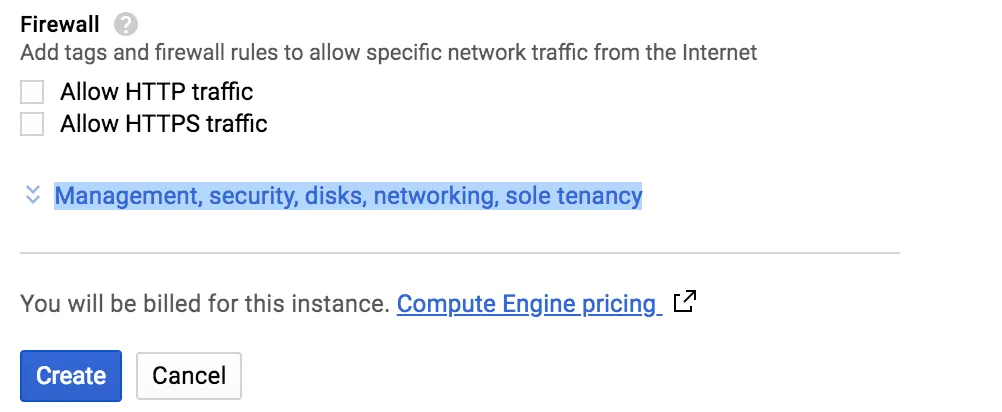 Firewall ?
Add tags and firewall rules to allow specific network traffic from the Internet
Allow HTTP traffic
Allow HTTPS traffic
Management, security, disks, networking, sole tenancy
You will be billed for this instance. Compute Engine pricing
Create Cancel